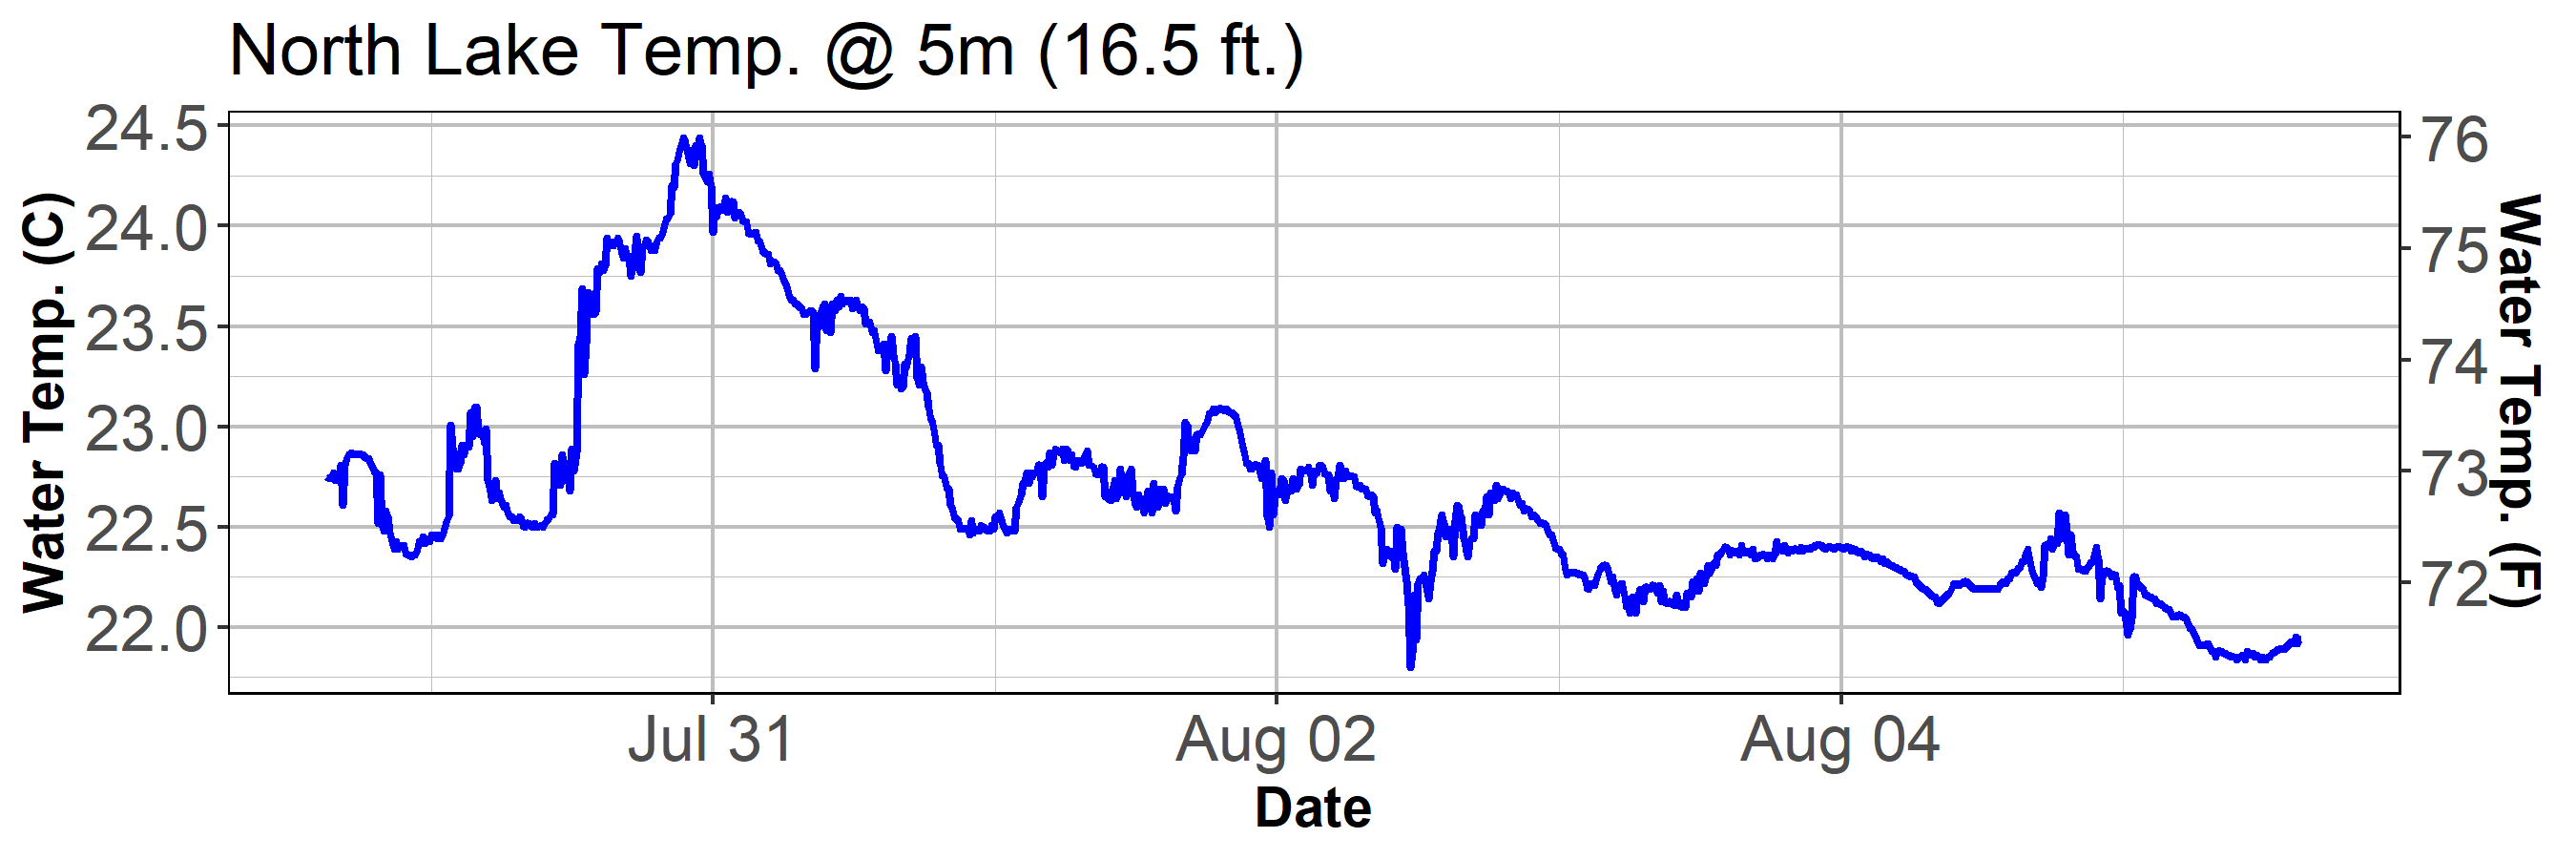 North Lake Temp. @ 5m (16.5 ft.)
Water Temp. (C)
24.5
24.0
23.5
23.0
22.5
22.0
76
75
74
73
72
Water Temp. (F)
Jul 31
Aug 02
Aug 04
Date